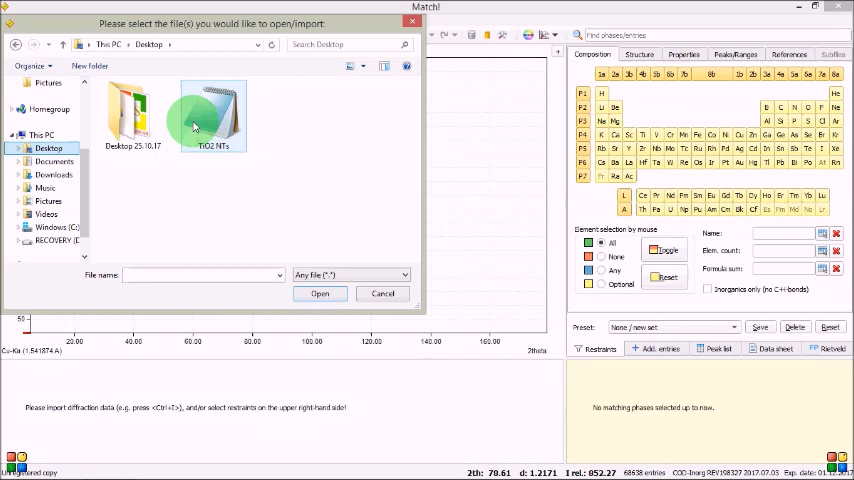 Match!
Please select the file(s) you would like to open/import:
This PC
Desktop
Search Desktop
Organize
New folder
Pictures
Homegroup
This PC
Desktop
Documents
Downloads
Music
Pictures
Videos
Windows (C:)
RECOVERY (D
Desktop 25.10.17
TiO2 NTs
File name:
Any file (*.*)
Open
Cancel
Find phases/entries
Composition
Structure
Properties
Peaks/Ranges
References
Subfiles
1a 2b 3b 4b 5b 6b 7b 8b 1b 2b 3a 4a 5a 6a 7a 8a
P1 H He
P2 Li Be B C N O F Ne
P3 Na Mg Al Si P S Cl Ar
P4 K Ca Sc Ti V Cr Mn Fe Co Ni Cu Zn Ga Ge As Se Br Kr
P5 Rb Sr Y Zr Nb Mo Tc Ru Rh Pd Ag Cd In Sn Sb Te I Xe
P6 Cs Ba La Hf Ta W Re Os Ir Pt Au Hg Tl Pb Bi Po At Rn
P7 Fr Ra Ac
L Ce Pr Nd Pm Sm Eu Gd Tb Dy Ho Er Tm Yb Lu
A Th Pa U Np Pu Am Cm Bk Cf Es Fm Md No Lr
Element selection by mouse
All
None
Any
Optional
Toggle
Reset
Name:
Elem. count:
Formula sum:
Inorganics only (no C+H-bonds)
Preset:
None / new set
Save
Delete
Reset
Restraints
Add. entries
Peak list
Data sheet
Rietveld
50
20.00 40.00 60.00 80.00 100.00 120.00 140.00 160.00
Cu-Ka (1.541874 A)
2theta
Please import diffraction data (e.g. press <Ctrl+I>), and/or select restraints on the upper right-hand side!
No matching phases selected up to now.
Unregistered copy
2th: 78.61 d: 1.2171 I rel.: 852.27
68638 entries
COD-Inorg REV198327 2017.07.03
Exp. date: 01.12.2017